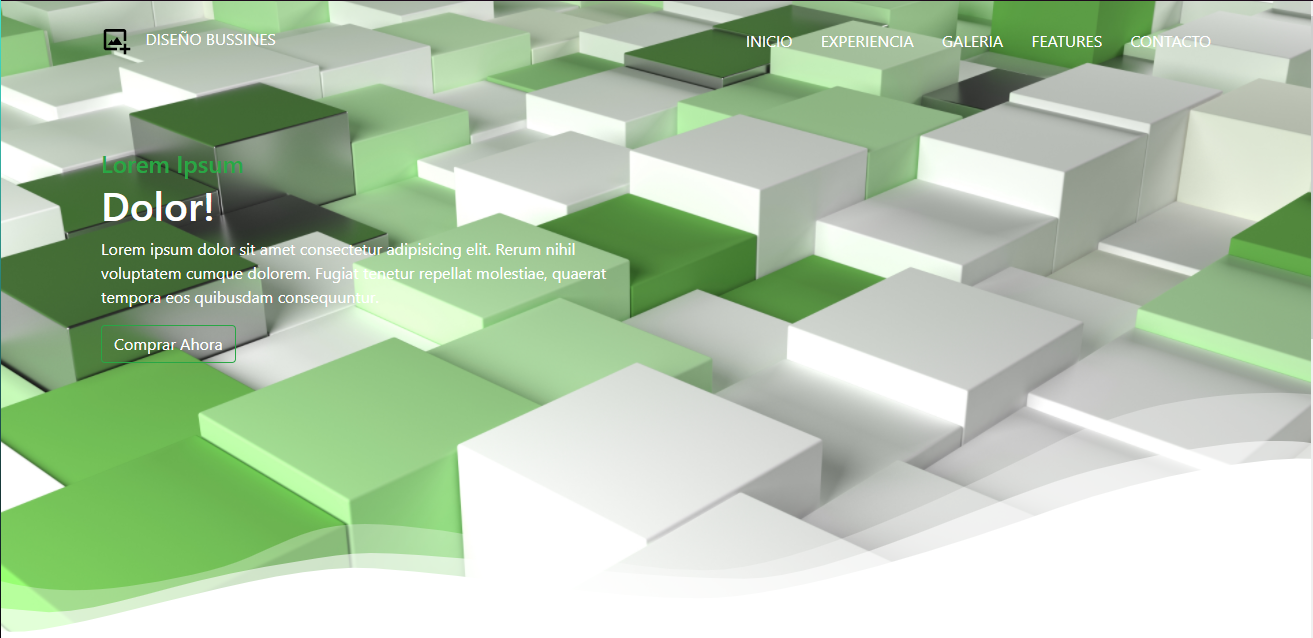 DISEÑO BUSSINES
INICIO EXPERIENCIA GALERIA FEATURES CONTACTO
Lorem Ipsum
Dolor!
Lorem ipsum dolor sit amet consectetur adipisicing elit. Rerum nihil
voluptatem cumque dolorem. Fugiat tenetur repellat molestiae, quaerat
tempora eos quibusdam consequuntur.
Comprar Ahora